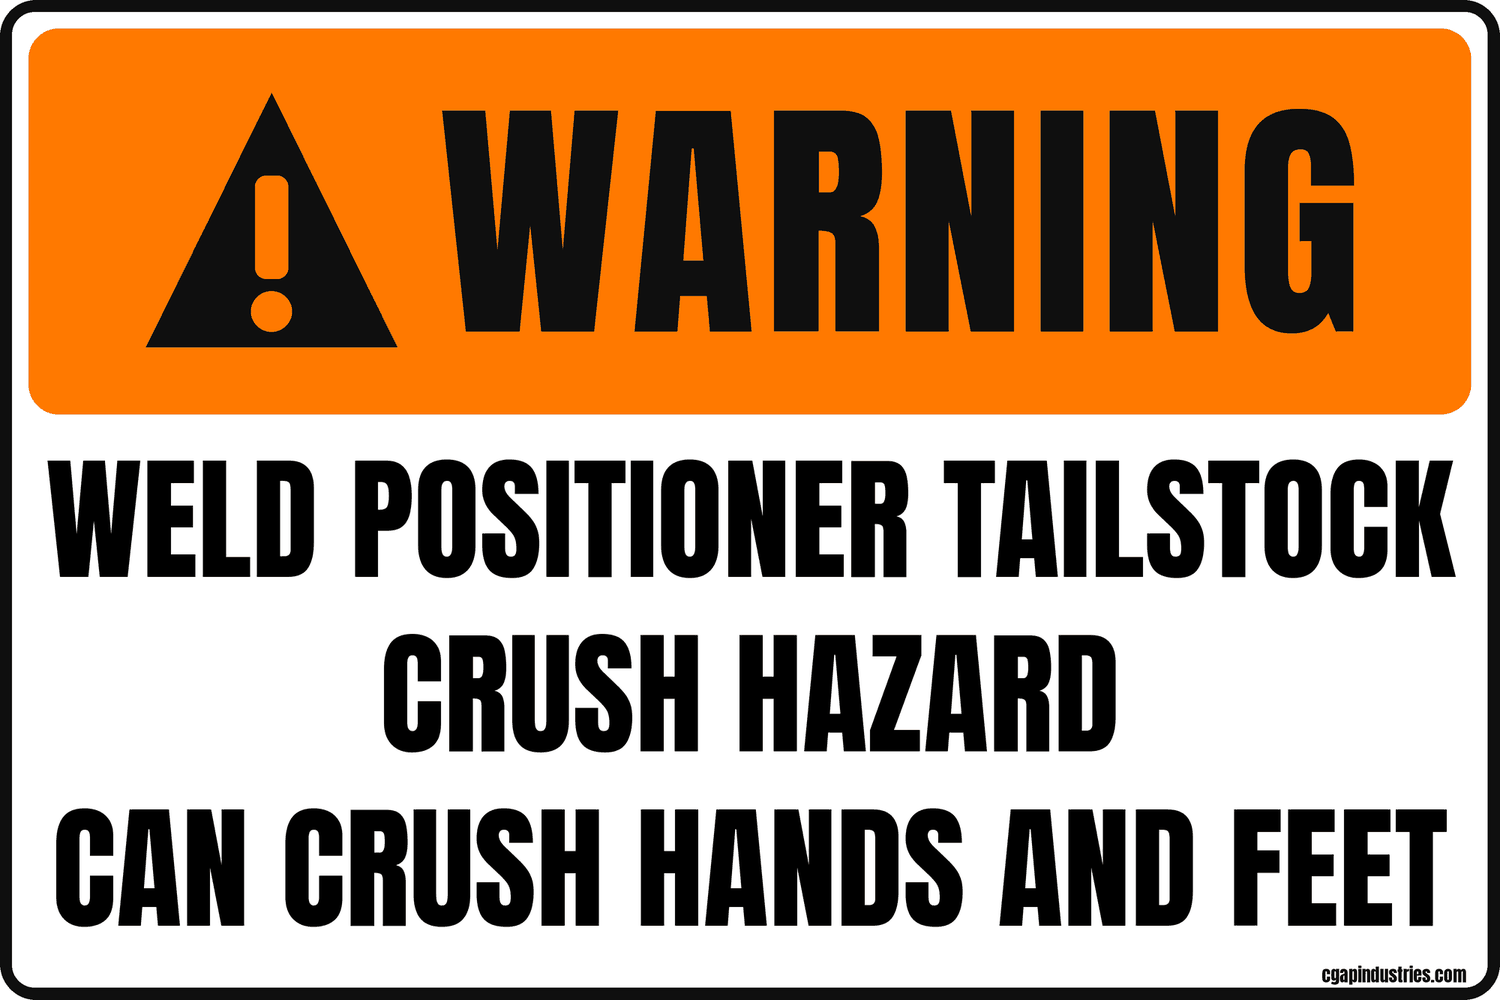 WARNING
WELD POSITIONER TAILSTOCK
CRUSH HAZARD
CAN CRUSH HANDS AND FEET
cgapindustries.com